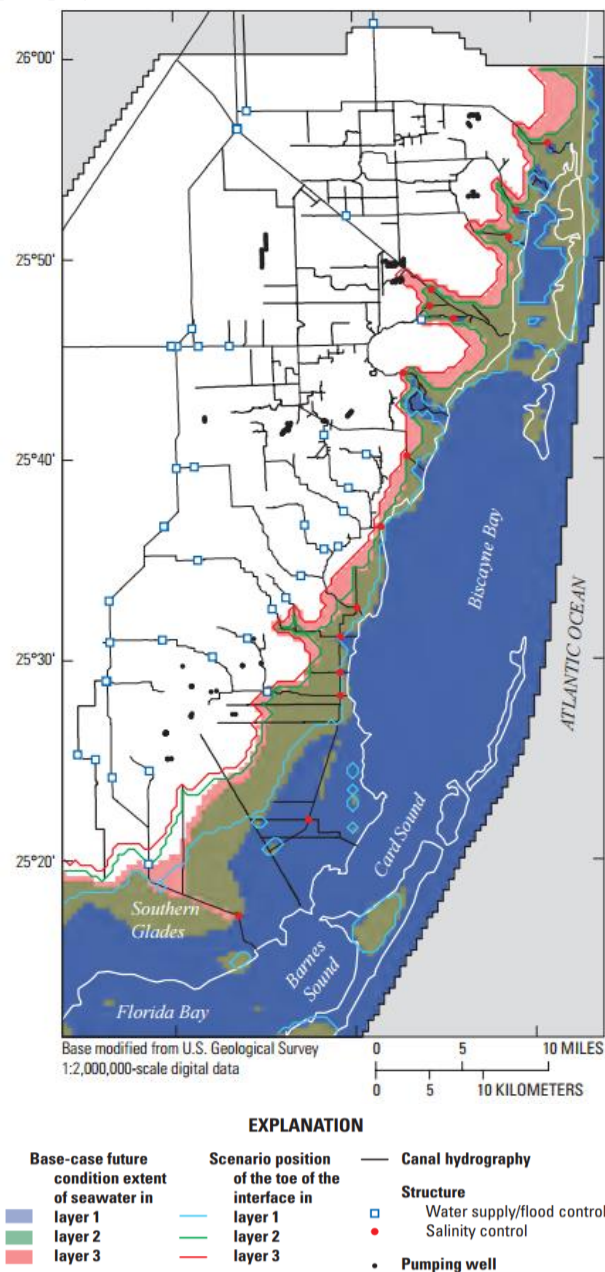 26°00'
25°50'
25°40'
25°30'
25°20'
Biscayne Bay
ATLANTIC OCEAN
Card Sound
Southern
Glades
Barnes
Sound
Florida Bay
Base modified from U.S. Geological Survey
1:2,000,000-scale digital data
0 5 10 MILES
0 5 10 KILOMETERS
EXPLANATION
Base-case future
condition extent
of seawater in
layer 1
layer 2
layer 3
Scenario position
of the toe of the
interface in
layer 1
layer 2
layer 3
Canal hydrography
Structure
Water supply/flood control
Salinity control
Pumping well